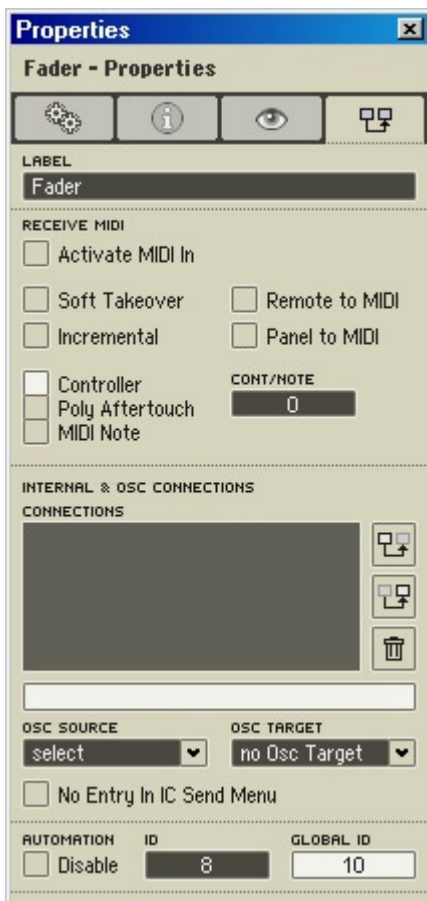 Properties
Fader - Properties
LABEL
Fader
RECEIVE MIDI
Activate MIDI In
Soft Takeover Remote to MIDI
Incremental Panel to MIDI
Controller CONT/NOTE
Poly Aftertouch 0
MIDI Note
INTERNAL & OSC CONNECTIONS
CONNECTIONS
OSC SOURCE OSC TARGET
select no Osc Target
No Entry In IC Send Menu
AUTOMATION ID GLOBAL ID
Disable 8 10